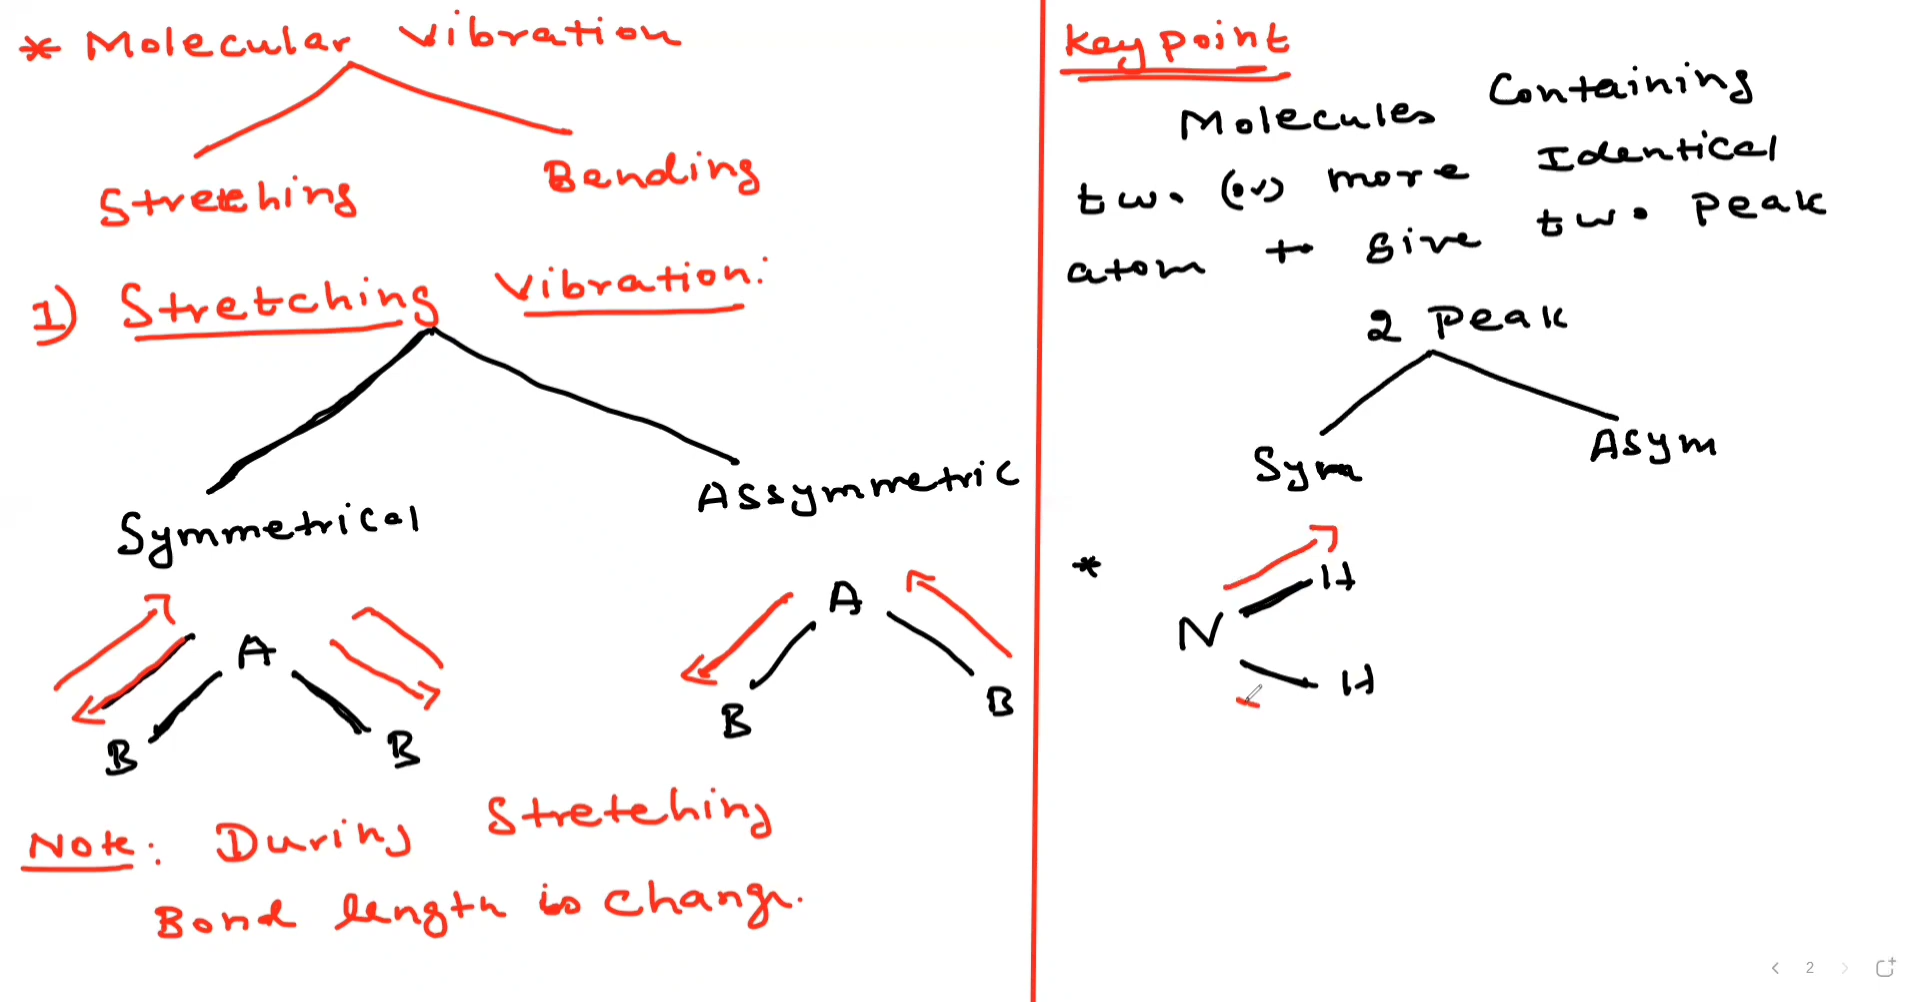 * Molecular Vibration
Stretching Bending
1) Stretching Vibration:
Symmetrical Assymmetric
A
B B
A
B B
Note: During Stretching
Bond length is change.
Key point
Molecules Containing
two (or) more Identical
atom to give two Peak
2 Peak
Sym Asym
*
H
N
H
2